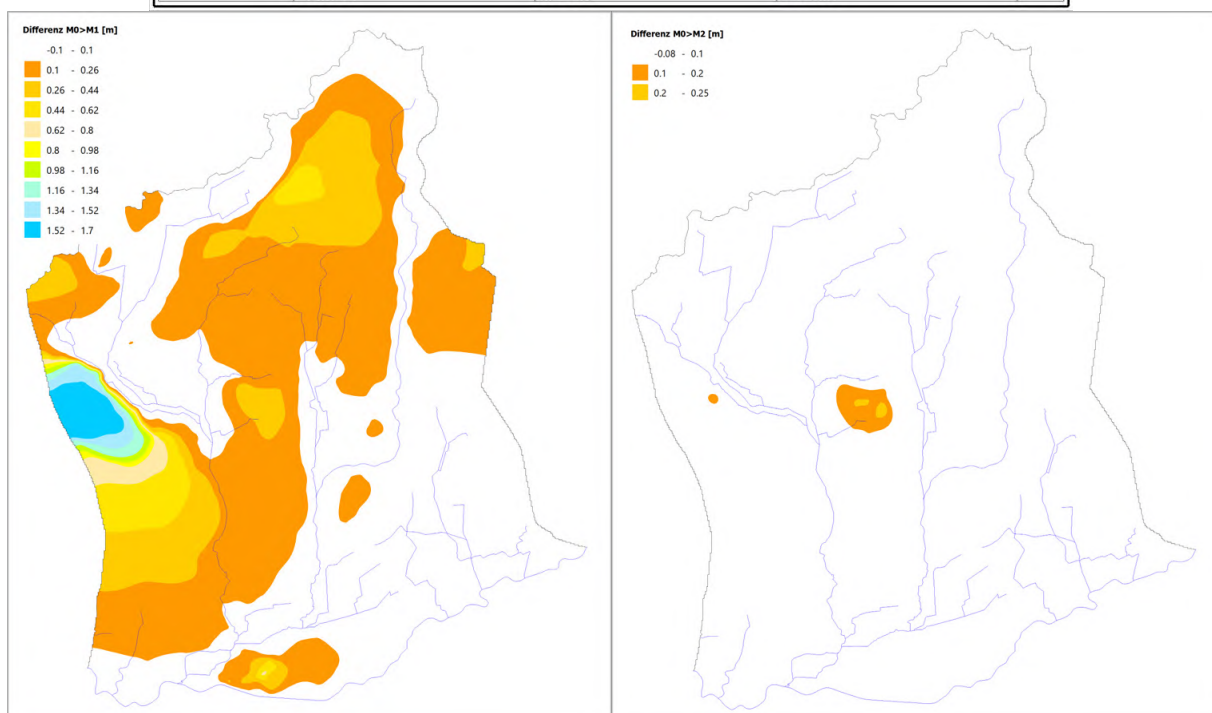 Differenz M0>M1 [m]
-0.1 - 0.1
0.1 - 0.26
0.26 - 0.44
0.44 - 0.62
0.62 - 0.8
0.8 - 0.98
0.98 - 1.16
1.16 - 1.34
1.34 - 1.52
1.52 - 1.7
Differenz M0>M2 [m]
-0.08 - 0.1
0.1 - 0.2
0.2 - 0.25